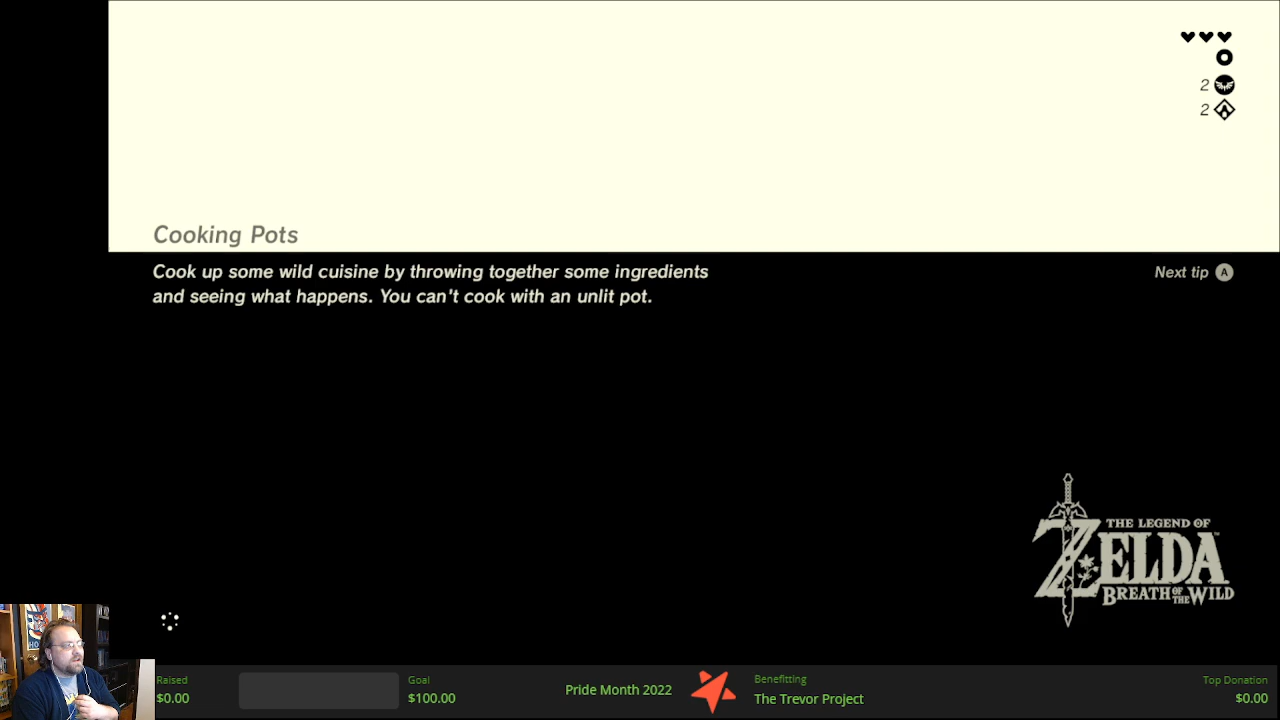 2
2
Cooking Pots
Cook up some wild cuisine by throwing together some ingredients
and seeing what happens. You can't cook with an unlit pot.
Next tip A
THE LEGEND OF
ZELDA
BREATH OF THE WILD
HO
Raised
$0.00
Goal
$100.00
Pride Month 2022
Benefitting
The Trevor Project
Top Donation
$0.00